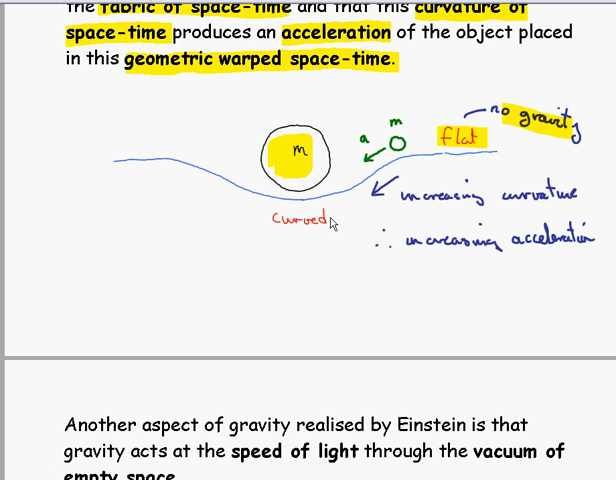 the fabric of space-time and that this curvature of
space-time produces an acceleration of the object placed
in this geometric warped space-time.
m
a
m
flat
no gravity
curved
increasing curvature
∴ increasing acceleration
Another aspect of gravity realised by Einstein is that
gravity acts at the speed of light through the vacuum of
empty space